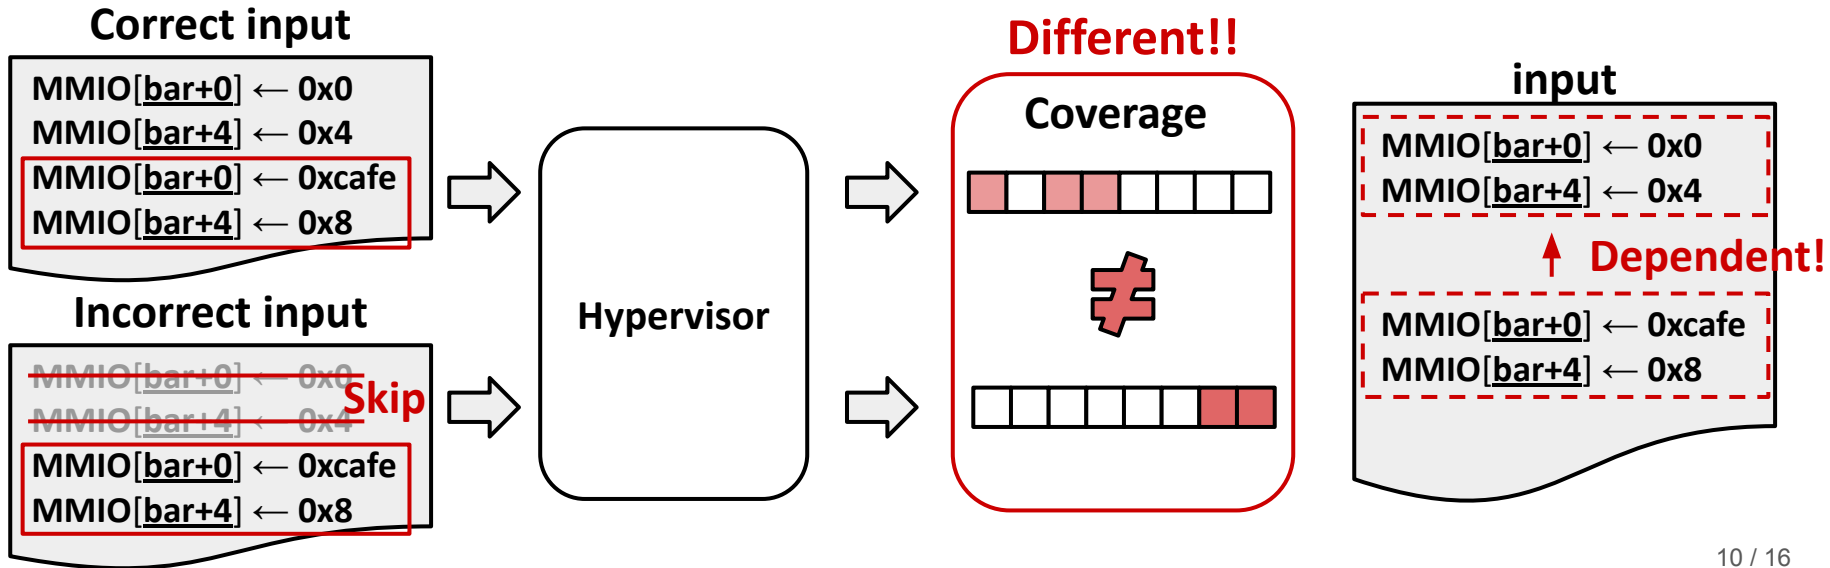 Correct input
MMIO[bar+0] ← 0x0
MMIO[bar+4] ← 0x4
MMIO[bar+0] ← 0xcafe
MMIO[bar+4] ← 0x8
Incorrect input
MMIO[bar+0] ← 0x0
MMIO[bar+4] ← 0x4
Skip
MMIO[bar+0] ← 0xcafe
MMIO[bar+4] ← 0x8
Hypervisor
Different!!
Coverage
≠
input
MMIO[bar+0] ← 0x0
MMIO[bar+4] ← 0x4
Dependent!
MMIO[bar+0] ← 0xcafe
MMIO[bar+4] ← 0x8
10 / 16